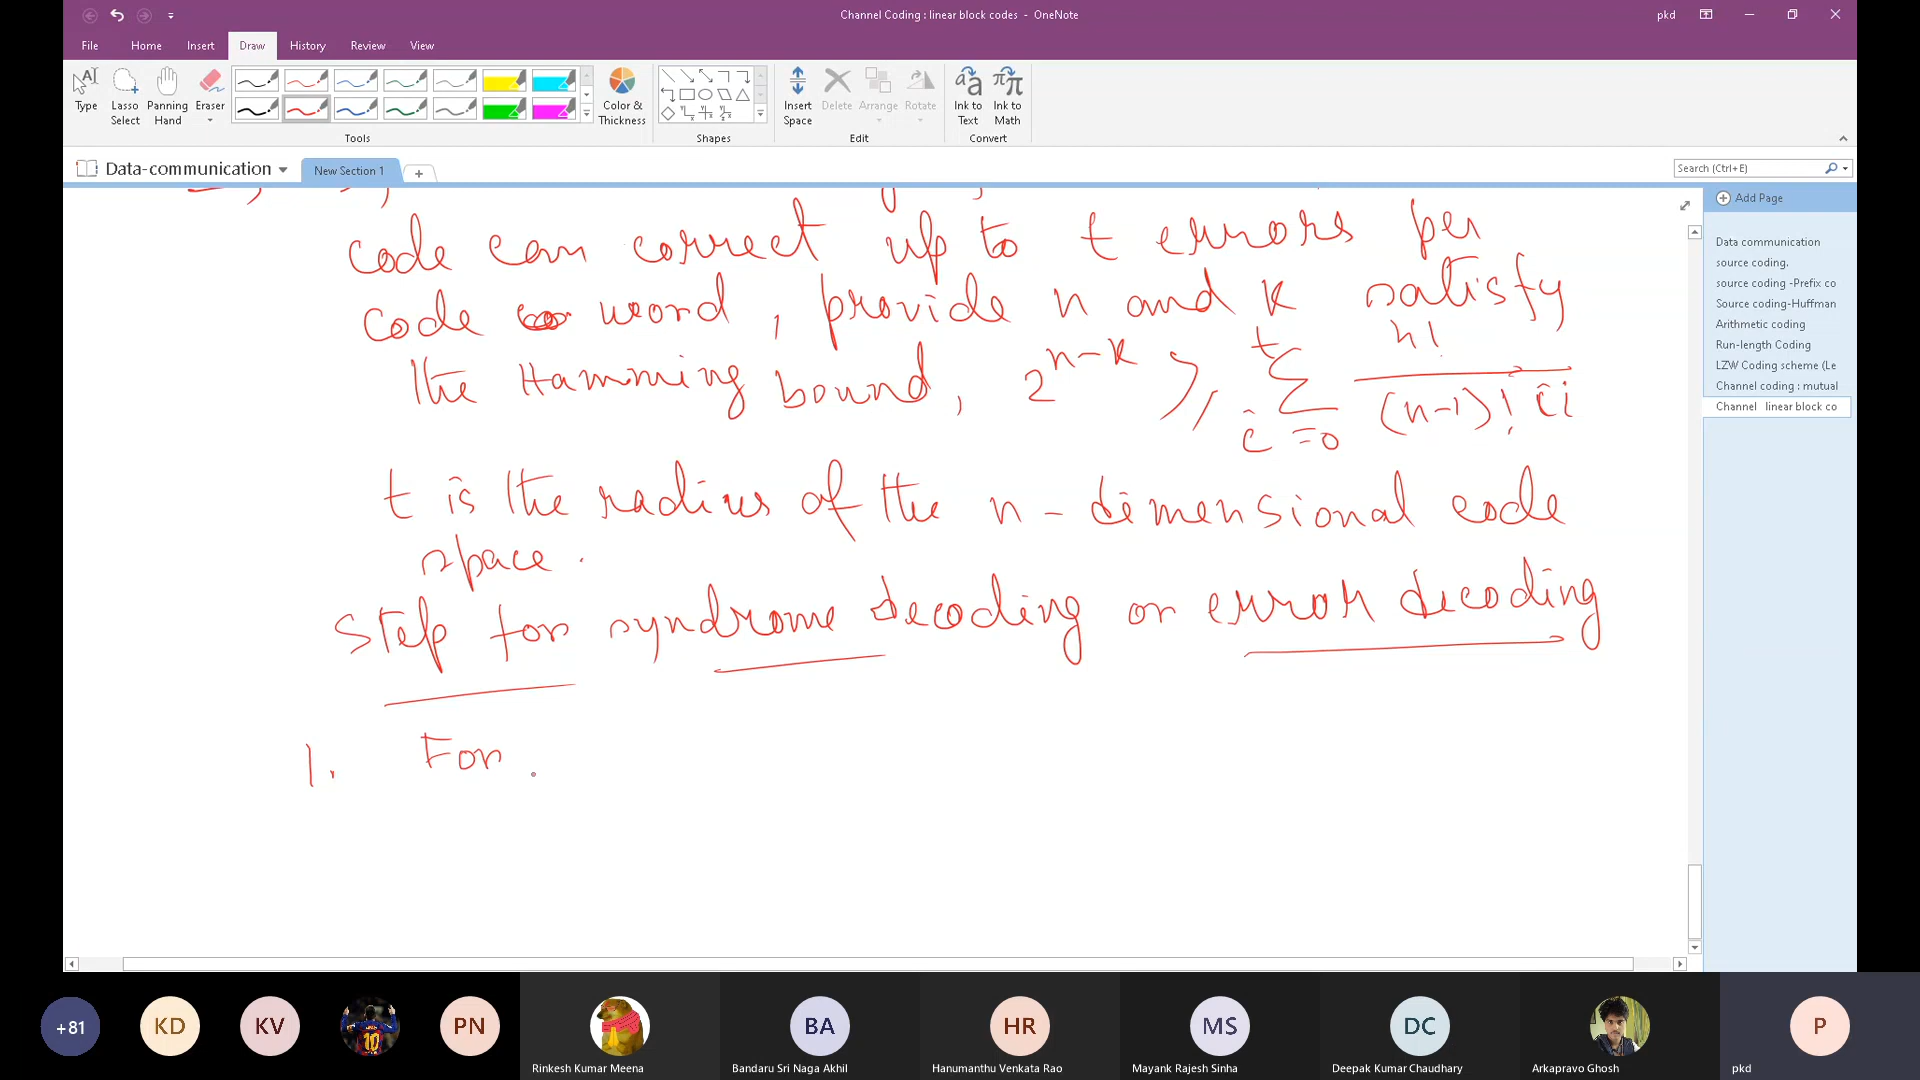 Channel Coding : linear block codes - OneNote
pkd
File Home Insert Draw History Review View
Type
Lasso Select
Panning Hand
Eraser
Color & Thickness
Insert Space
Delete
Arrange
Rotate
Ink to Text
Ink to Math
Tools
Shapes
Edit
Convert
Data-communication
New Section 1
Search (Ctrl+E)
code can correct up to t errors per
code word, provide n and k satisfy
the Hamming bound, 2^{n-k} ≥ \sum_{i=0}^{t} \frac{n!}{(n-1)! i!}
t is the radius of the n-dimensional code
space.
Step for syndrome decoding or error decoding
1. For
Add Page
Data communication
source coding.
source coding -Prefix co
Source coding-Huffman
Arithmetic coding
Run-length Coding
LZW Coding scheme (Le
Channel coding : mutual
Channel linear block co
+81
KD
KV
10
PN
BA
HR
MS
DC
P
Rinkesh Kumar Meena
Bandaru Sri Naga Akhil
Hanumanthu Venkata Rao
Mayank Rajesh Sinha
Deepak Kumar Chaudhary
Arkapravo Ghosh
pkd